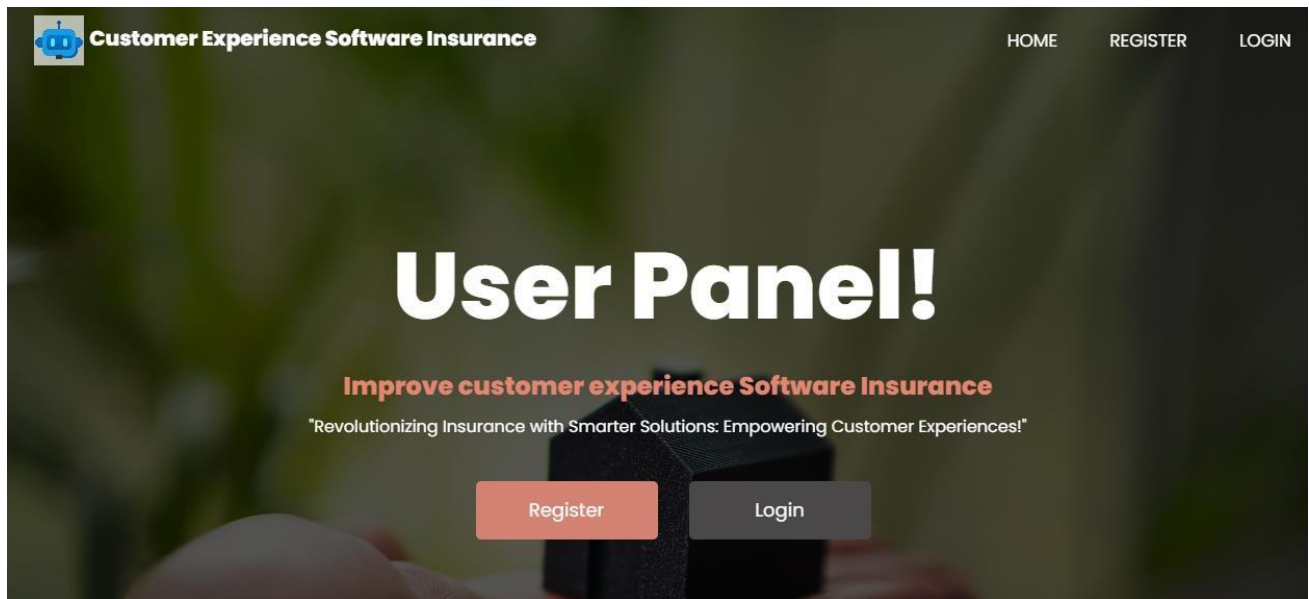 Customer Experience Software Insurance
HOME REGISTER LOGIN
User Panel!
Improve customer experience Software Insurance
"Revolutionizing Insurance with Smarter Solutions: Empowering Customer Experiences!"
Register Login